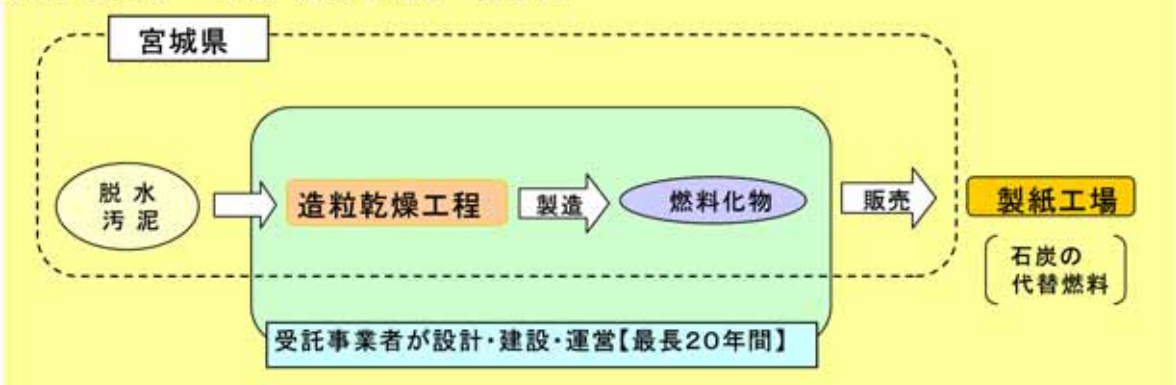 宮城県
脱水
汚泥
造粒乾燥工程
製造
燃料化物
販売
製紙工場
石炭の
代替燃料
受託事業者が設計・建設・運営【最長20年間】